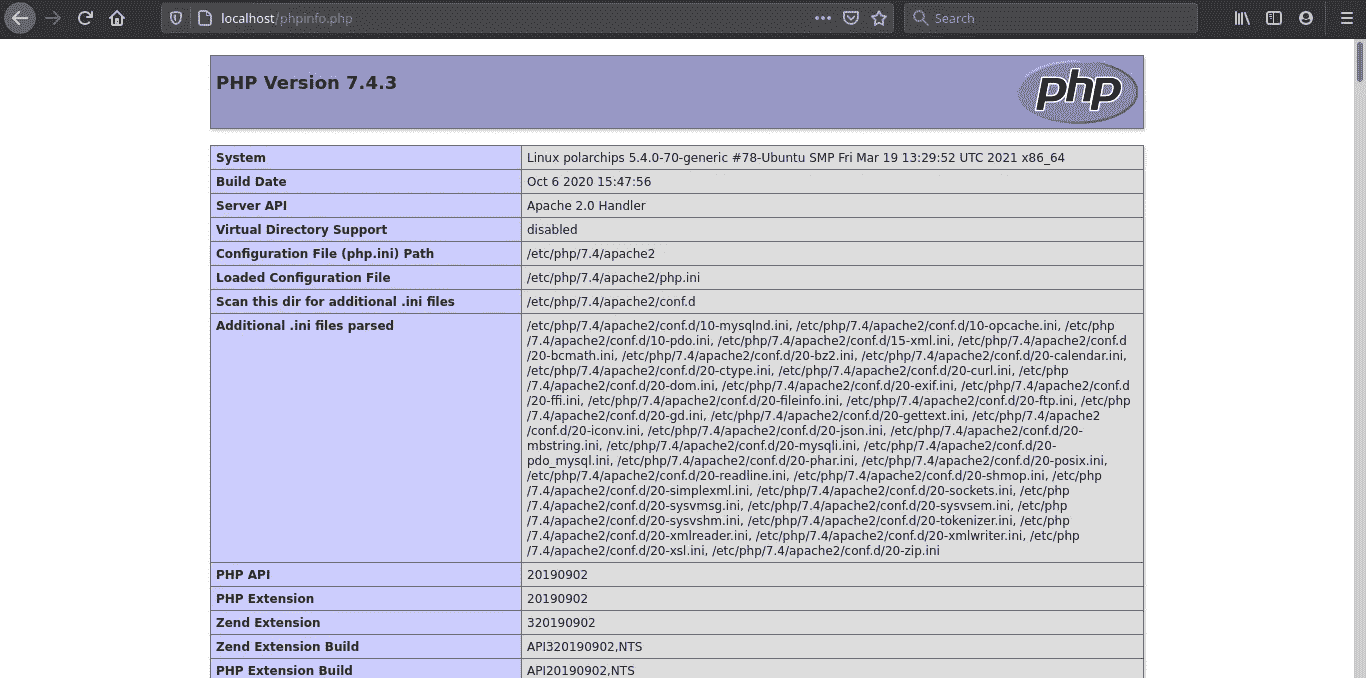 localhost/phpinfo.php
Search
PHP Version 7.4.3
php
System Linux polarchips 5.4.0-70-generic #78-Ubuntu SMP Fri Mar 19 13:29:52 UTC 2021 x86_64
Build Date Oct 6 2020 15:47:56
Server API Apache 2.0 Handler
Virtual Directory Support disabled
Configuration File (php.ini) Path /etc/php/7.4/apache2
Loaded Configuration File /etc/php/7.4/apache2/php.ini
Scan this dir for additional .ini files /etc/php/7.4/apache2/conf.d
Additional .ini files parsed /etc/php/7.4/apache2/conf.d/10-mysqlnd.ini, /etc/php/7.4/apache2/conf.d/10-opcache.ini, /etc/php
/7.4/apache2/conf.d/10-pdo.ini, /etc/php/7.4/apache2/conf.d/15-xml.ini, /etc/php/7.4/apache2/conf.d
/20-bcmath.ini, /etc/php/7.4/apache2/conf.d/20-bz2.ini, /etc/php/7.4/apache2/conf.d/20-calendar.ini,
/etc/php/7.4/apache2/conf.d/20-ctype.ini, /etc/php/7.4/apache2/conf.d/20-curl.ini, /etc/php
/7.4/apache2/conf.d/20-dom.ini, /etc/php/7.4/apache2/conf.d/20-exif.ini, /etc/php/7.4/apache2/conf.d
/20-ffi.ini, /etc/php/7.4/apache2/conf.d/20-fileinfo.ini, /etc/php/7.4/apache2/conf.d/20-ftp.ini, /etc/php
/7.4/apache2/conf.d/20-gd.ini, /etc/php/7.4/apache2/conf.d/20-gettext.ini, /etc/php/7.4/apache2
/conf.d/20-iconv.ini, /etc/php/7.4/apache2/conf.d/20-json.ini, /etc/php/7.4/apache2/conf.d/20-
mbstring.ini, /etc/php/7.4/apache2/conf.d/20-mysqli.ini, /etc/php/7.4/apache2/conf.d/20-
pdo_mysql.ini, /etc/php/7.4/apache2/conf.d/20-phar.ini, /etc/php/7.4/apache2/conf.d/20-posix.ini,
/etc/php/7.4/apache2/conf.d/20-readline.ini, /etc/php/7.4/apache2/conf.d/20-shmop.ini, /etc/php
/7.4/apache2/conf.d/20-simplexml.ini, /etc/php/7.4/apache2/conf.d/20-sockets.ini, /etc/php
/7.4/apache2/conf.d/20-sysvmsg.ini, /etc/php/7.4/apache2/conf.d/20-sysvsem.ini, /etc/php
/7.4/apache2/conf.d/20-sysvshm.ini, /etc/php/7.4/apache2/conf.d/20-tokenizer.ini, /etc/php
/7.4/apache2/conf.d/20-xmlreader.ini, /etc/php/7.4/apache2/conf.d/20-xmlwriter.ini, /etc/php
/7.4/apache2/conf.d/20-xsl.ini, /etc/php/7.4/apache2/conf.d/20-zip.ini
PHP API 20190902
PHP Extension 20190902
Zend Extension 320190902
Zend Extension Build API320190902,NTS
PHP Extension Build API20190902,NTS